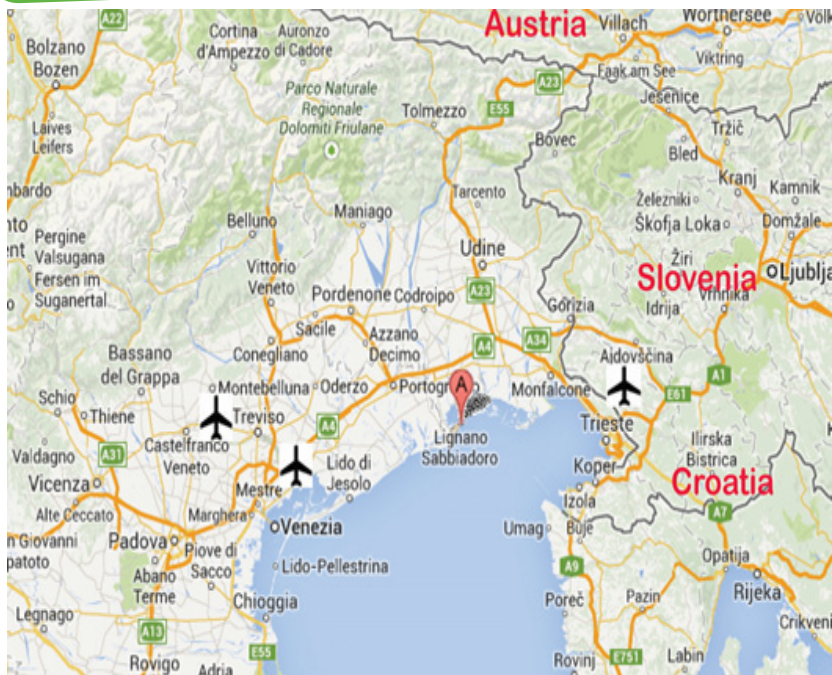 A22
Cortina
d'Ampezzo
Auronzo
di Cadore
Austria
Villach
Worthersee
Bolzano
Bozen
Parco Naturale
Regionale
Dolomiti Friulane
Tolmezzo
E55
A23
Faak am See
Viktring
Jesenice
Laives
Leifers
Bovec
Tržič
Bled
Kranj
Kamnik
Tarcento
Železniki
Škofja Loka
Domžale
Maniago
Belluno
Pergine
Valsugana
Fersen im
Suganertal
Udine
Žiri
Slovenia
Idrija
Vrhnika
Vittorio
Veneto
A23
Pordenone
Codroipo
Gorizia
Sacile
Azzano
Decimo
A4
A34
Ajdovščina
Conegliano
Bassano
del Grappa
Montebelluna
Oderzo
A
Monfalcone
E61
A1
Schio
Thiene
Treviso
A4
Lignano
Sabbiadoro
Trieste
Ilirska
Bistrica
Castelfranco
Veneto
Valdagno
A31
Vicenza
Lido di
Jesolo
Koper
Croatia
Mestre
Izola
Alte Ceccato
Marghera
Venezia
Umag
Buje
A7
Padova
Piove di
Sacco
Lido-Pellestrina
A9
Opatija
Abano
Terme
Chioggia
Poreč
Pazin
Rijeka
Legnago
A13
E55
Rovigo
Adria
Rovinj
E751
Labin